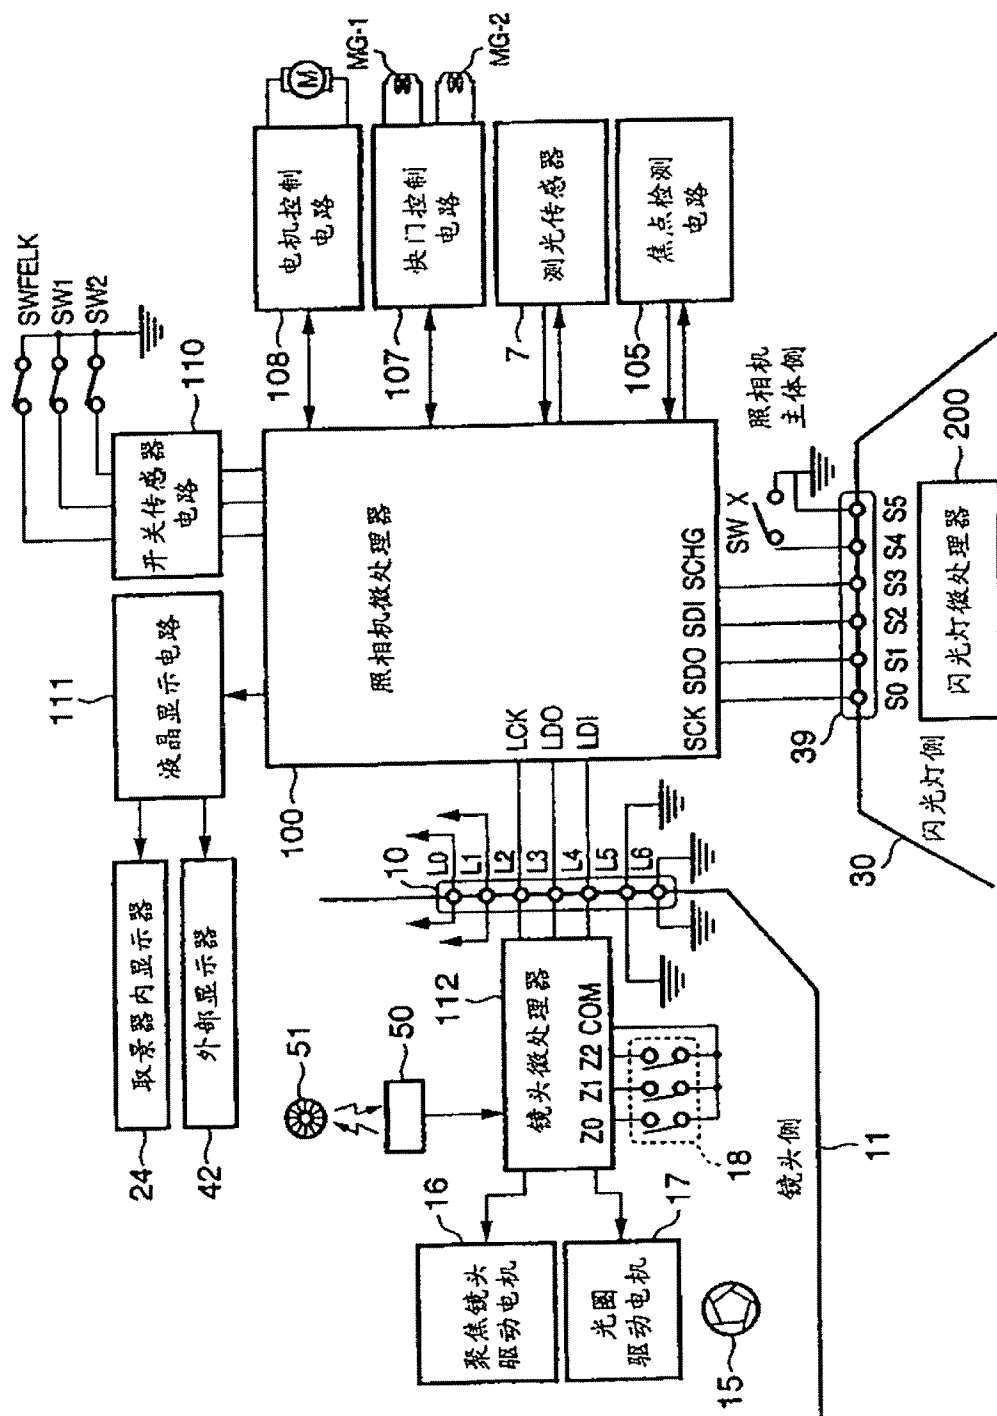 取景器内显示器
24
外部显示器
42
液晶显示电路
111
开关传感器
电路
110
SWFELK
SW1
SW2
照相机微处理器
100
LCK
LDO
LDI
SCK
SDO
SDI
SCHG
电机控制
电路
108
M
快门控制
电路
107
MG-1
MG-2
测光传感器
7
焦点检测
电路
105
照相机
主体侧
SW X
10
L0
L1
L2
L3
L4
L5
L6
51
50
镜头微处理器
112
Z0
Z1
Z2
COM
18
聚焦镜头
驱动电机
16
光圈
驱动电机
17
15
镜头侧
11
39
S0
S1
S2
S3
S4
S5
闪光灯微处理器
200
闪光灯侧
30